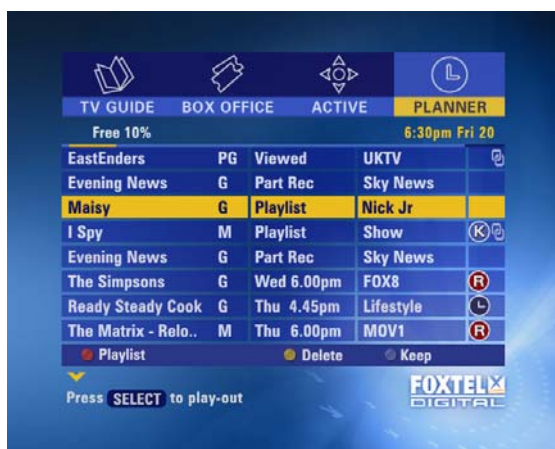 TV GUIDE BOX OFFICE ACTIVE PLANNER
Free 10% 6:30pm Fri 20
EastEnders PG Viewed UKTV
Evening News G Part Rec Sky News
Maisy G Playlist Nick Jr
I Spy M Playlist Show K
Evening News G Part Rec Sky News
The Simpsons G Wed 6.00pm FOX8 R
Ready Steady Cook G Thu 4.45pm Lifestyle
The Matrix - Relo.. M Thu 6.00pm MOV1 R
Playlist Delete Keep
Press SELECT to play-out
FOXTEL
DIGITAL